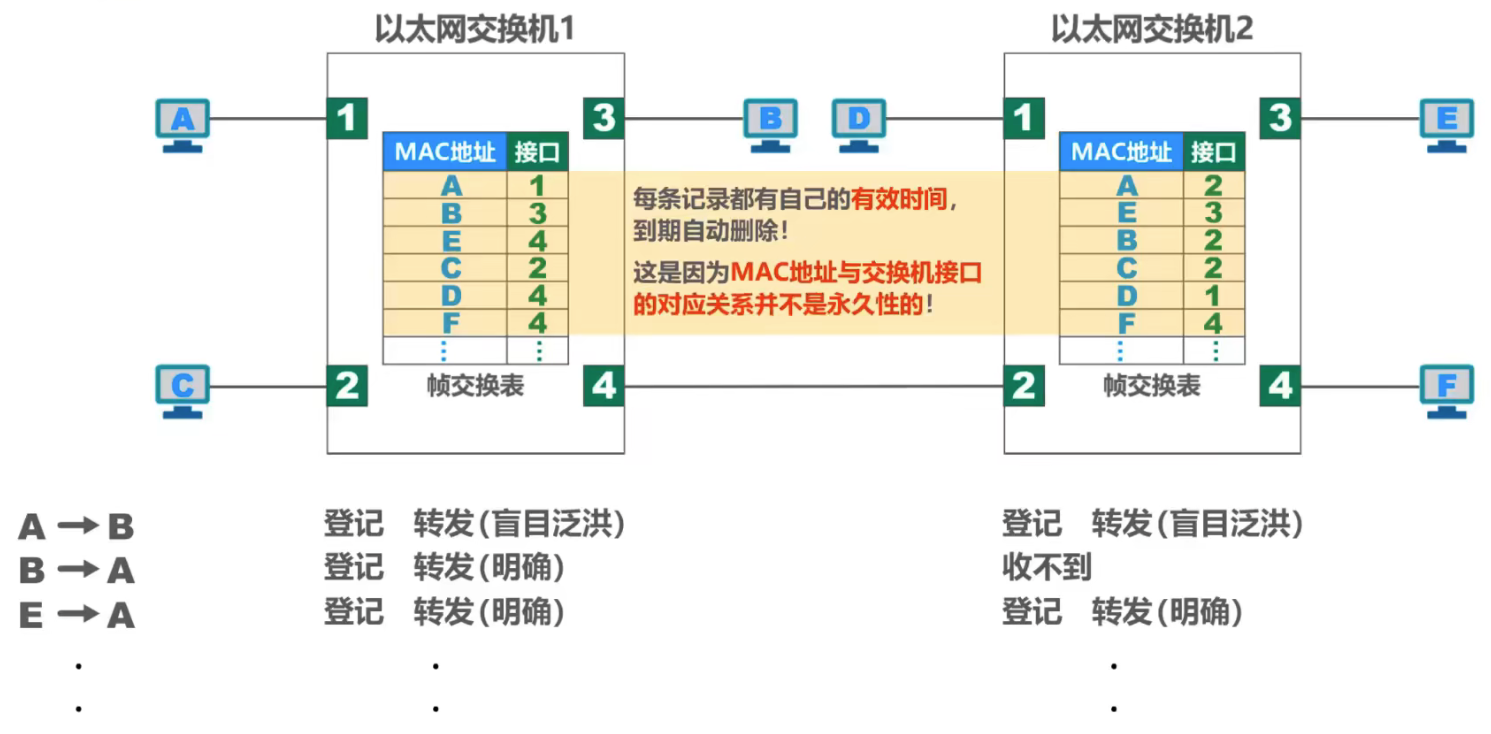 以太网交换机1 以太网交换机2
A 1 3 B D 1 3 E
MAC地址 接口 MAC地址 接口
A 1 A 2
B 3 E 3
E 4 B 2
C 2 C 2
D 4 D 1
F 4 F 4
⋮ ⋮ ⋮ ⋮
每条记录都有自己的有效时间，
到期自动删除！
这是因为MAC地址与交换机接口
的对应关系并不是永久性的！
C 2 帧交换表 4 2 帧交换表 4 F
A → B 登记 转发(盲目泛洪) 登记 转发(盲目泛洪)
B → A 登记 转发(明确) 收不到
E → A 登记 转发(明确) 登记 转发(明确)
. . .
. . .